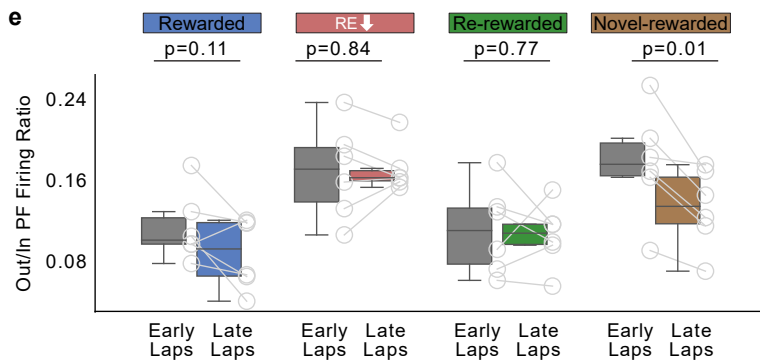 e
Rewarded
RE
Re-rewarded
Novel-rewarded
p=0.11
p=0.84
p=0.77
p=0.01
Out/In PF Firing Ratio
0.24
0.16
0.08
Early Laps
Late Laps
Early Laps
Late Laps
Early Laps
Late Laps
Early Laps
Late Laps